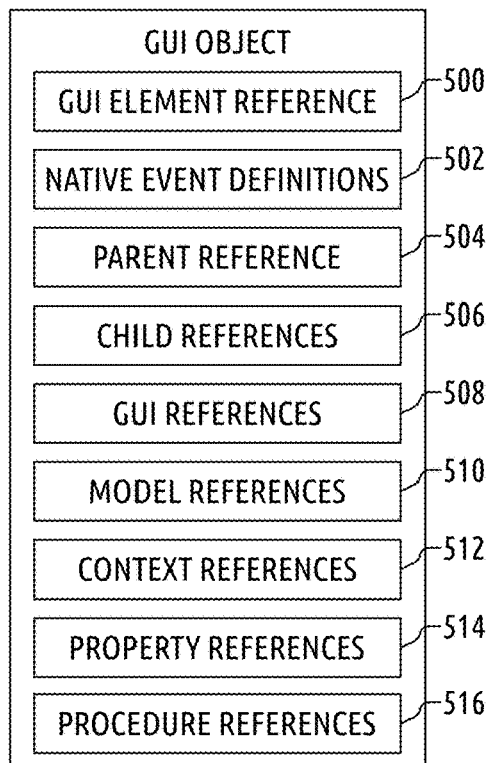 GUI OBJECT
GUI ELEMENT REFERENCE 500
NATIVE EVENT DEFINITIONS 502
PARENT REFERENCE 504
CHILD REFERENCES 506
GUI REFERENCES 508
MODEL REFERENCES 510
CONTEXT REFERENCES 512
PROPERTY REFERENCES 514
PROCEDURE REFERENCES 516